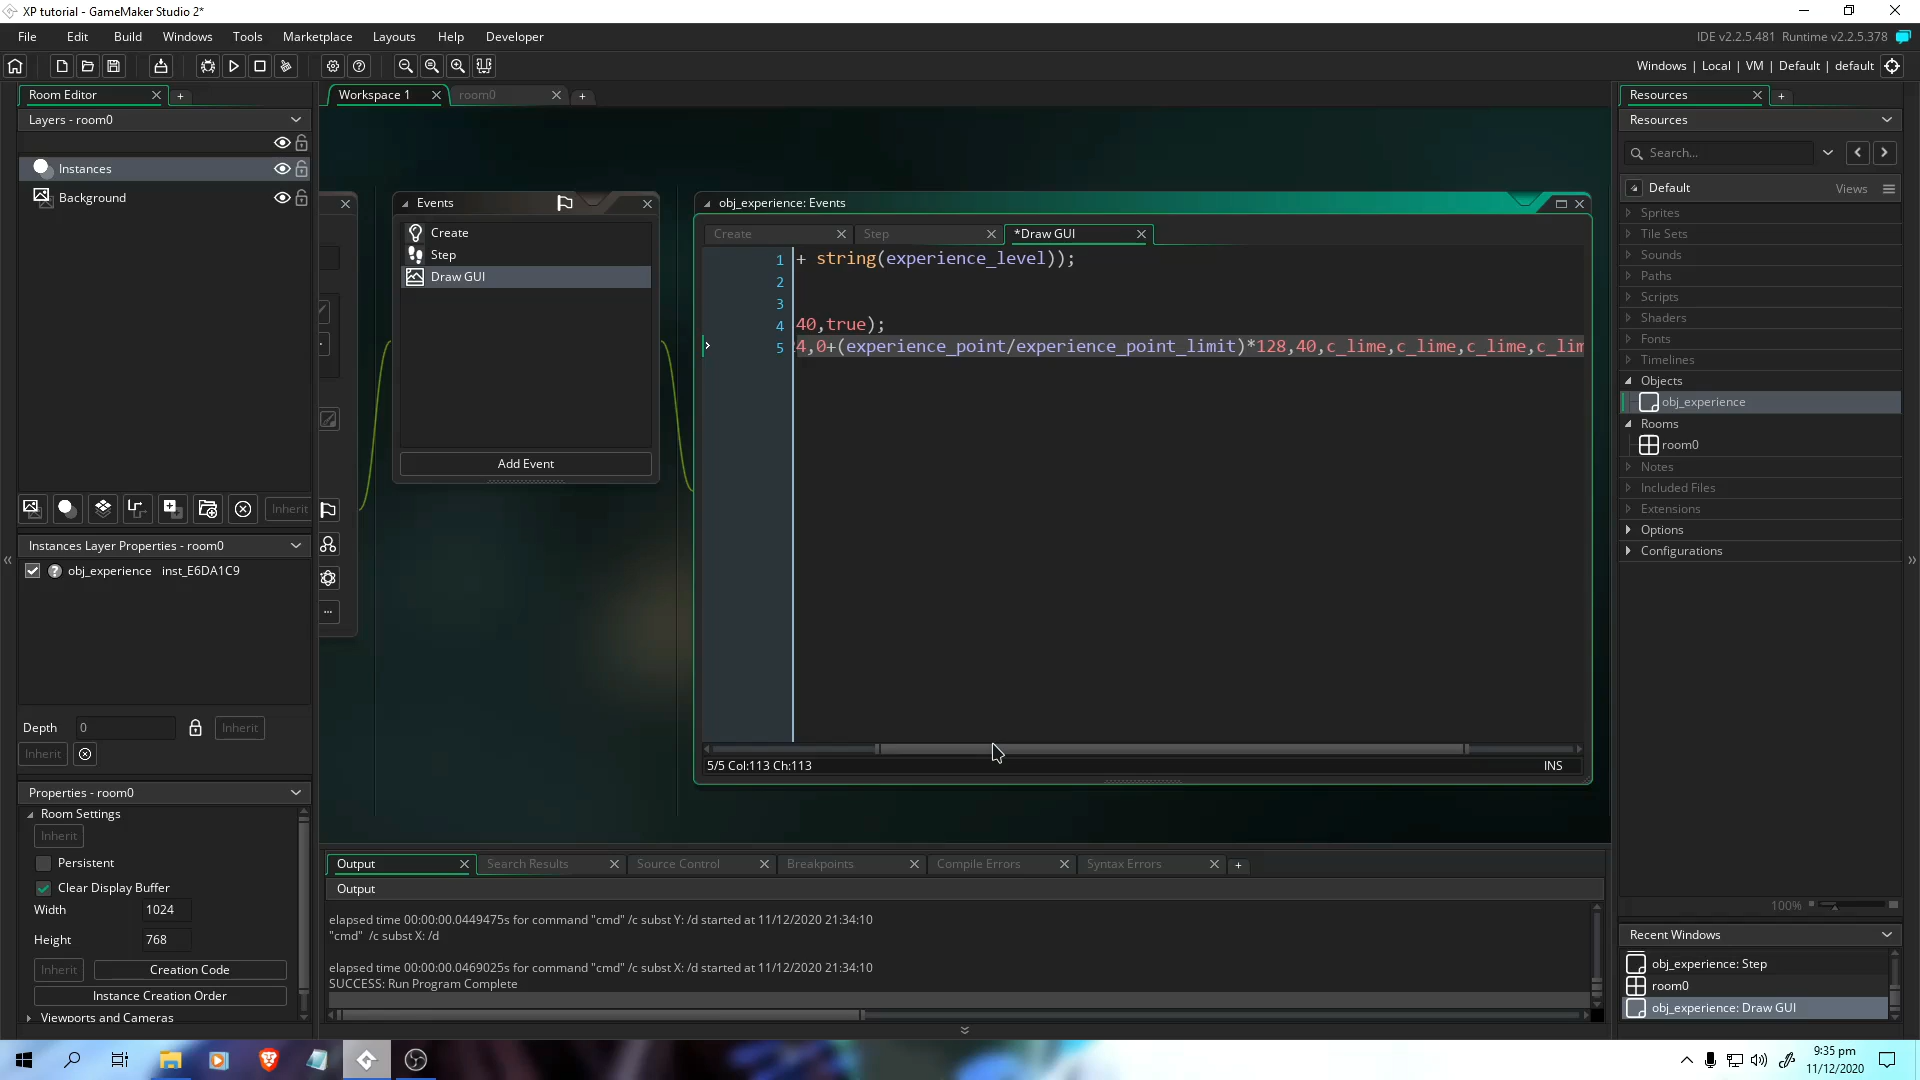 XP tutorial - GameMaker Studio 2*
File Edit Build Windows Tools Marketplace Layouts Help Developer
IDE v2.2.5.481 Runtime v2.2.5.378
Windows | Local | VM | Default | default
Room Editor
Layers - room0
Instances
Background
Inherit
Instances Layer Properties - room0
obj_experience inst_E6DA1C9
Depth 0 Inherit
Inherit
Properties - room0
Room Settings
Inherit
Persistent
Clear Display Buffer
Width 1024
Height 768
Inherit Creation Code
Instance Creation Order
Viewports and Cameras
Workspace 1 room0
Events
Create
Step
Draw GUI
Add Event
obj_experience: Events
Create Step *Draw GUI
1 + string(experience_level));
2
3
4 40,true);
5 4,0+(experience_point/experience_point_limit)*128,40,c_lime,c_lime,c_lime,c_lim
5/5 Col:113 Ch:113 INS
Output Search Results Source Control Breakpoints Compile Errors Syntax Errors
Output
elapsed time 00:00:00.0449475s for command "cmd" /c subst Y: /d started at 11/12/2020 21:34:10
"cmd" /c subst X: /d
elapsed time 00:00:00.0469025s for command "cmd" /c subst X: /d started at 11/12/2020 21:34:10
SUCCESS: Run Program Complete
Resources
Resources
Search...
Default Views
Sprites
Tile Sets
Sounds
Paths
Scripts
Shaders
Fonts
Timelines
Objects
obj_experience
Rooms
room0
Notes
Included Files
Extensions
Options
Configurations
100%
Recent Windows
obj_experience: Step
room0
obj_experience: Draw GUI
9:35 pm
11/12/2020